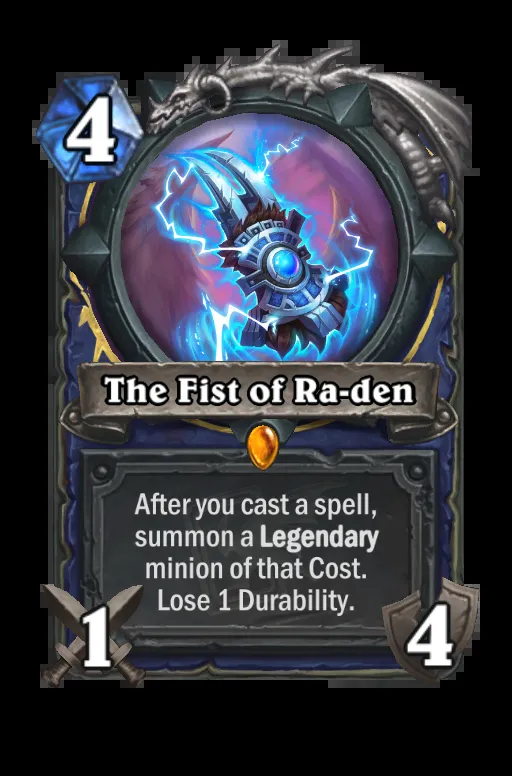 4
The Fist of Ra-den
After you cast a spell,
summon a Legendary
minion of that Cost.
Lose 1 Durability.
1
4